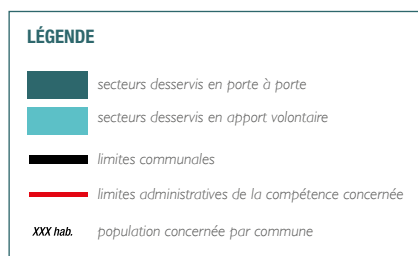 LÉGENDE
secteurs desservis en porte à porte
secteurs desservis en apport volontaire
limites communales
limites administratives de la compétence concernée
XXX hab. population concernée par commune